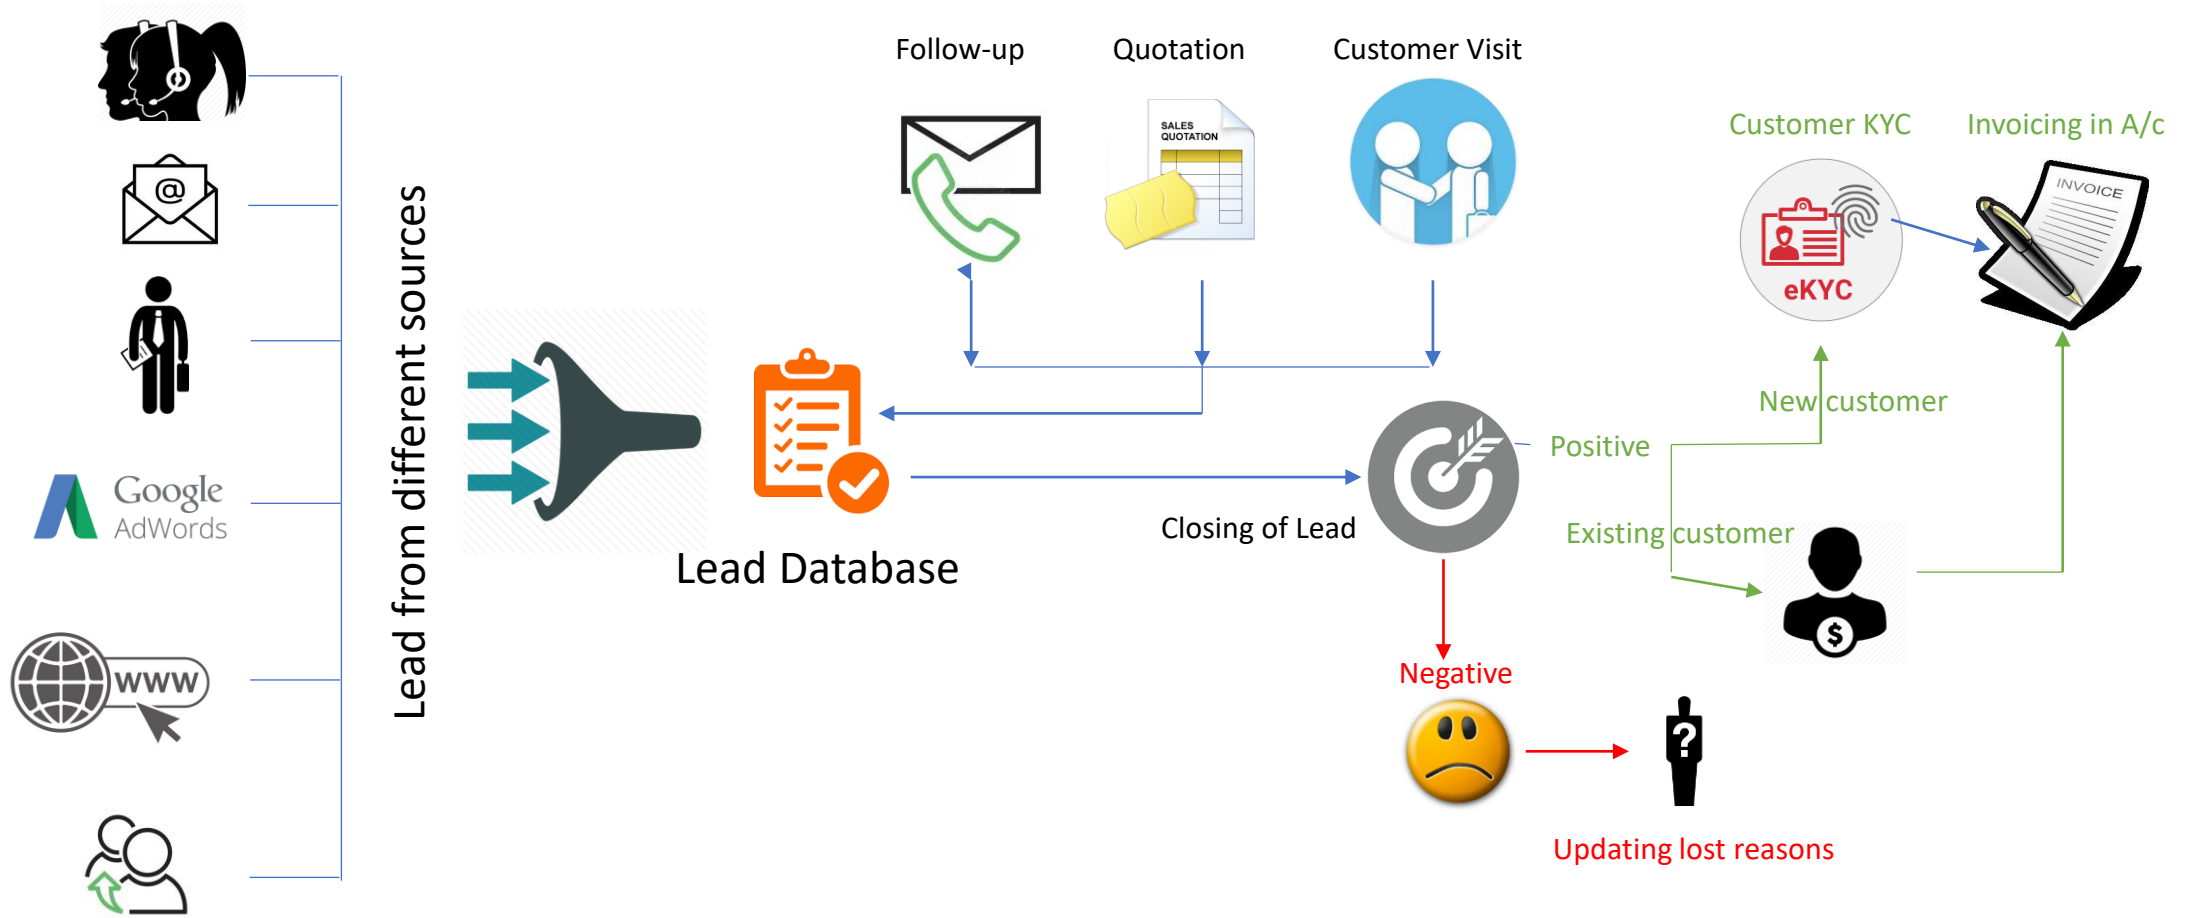 Follow-up
Quotation
Customer Visit
SALES
QUOTATION
Customer KYC
Invoicing in A/c
INVOICE
eKYC
@
Lead from different sources
Google
AdWords
www
Lead Database
Closing of Lead
Positive
New customer
Existing customer
$
Negative
?
Updating lost reasons